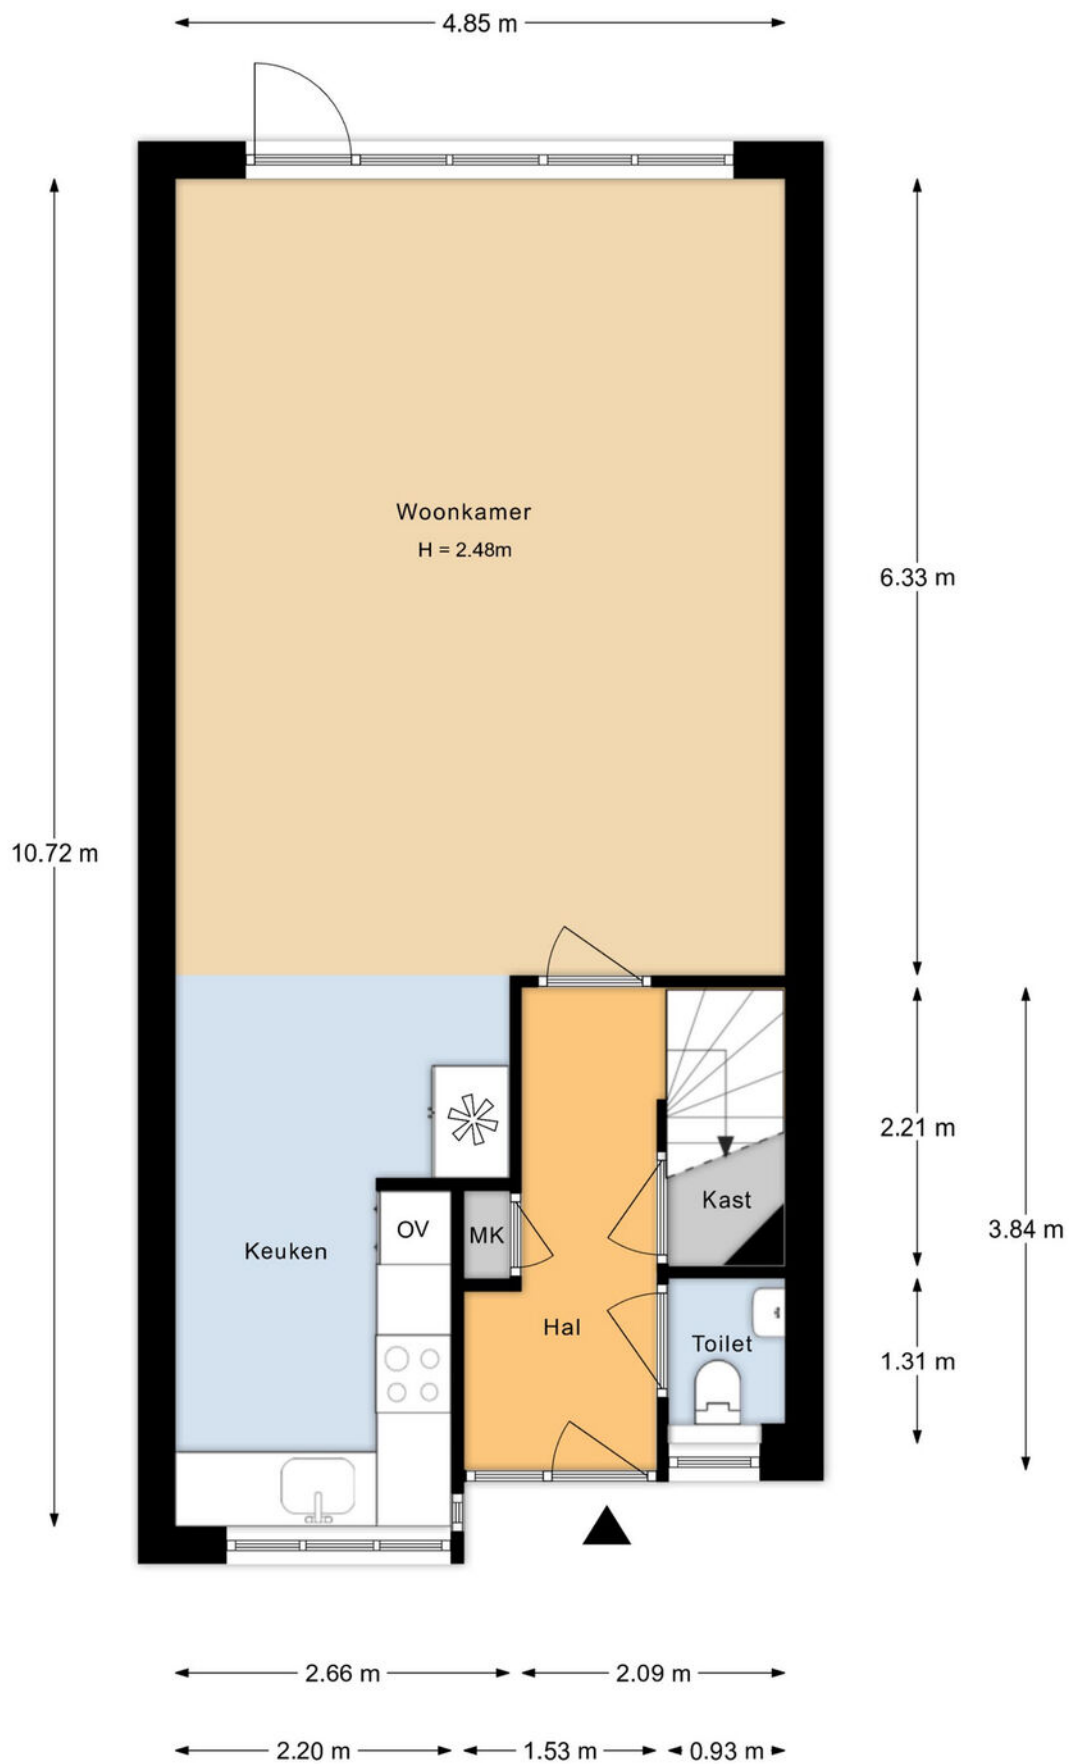 4.85 m
Woonkamer
H = 2.48m
6.33 m
10.72 m
2.21 m
Kast
3.84 m
OV
MK
Keuken
Hal
Toilet
1.31 m
2.66 m
2.09 m
2.20 m
1.53 m
0.93 m